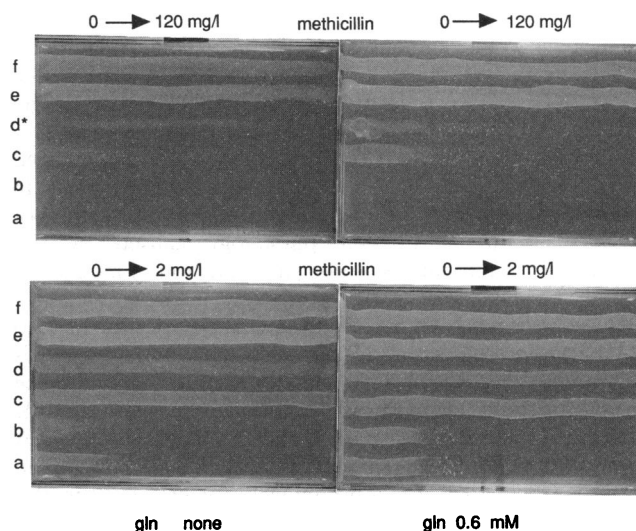 0 → 120 mg/l methicillin 0 → 120 mg/l
f
e
d*
c
b
a
0 → 2 mg/l methicillin 0 → 2 mg/l
f
e
d
c
b
a
gln none gln 0.6 mM